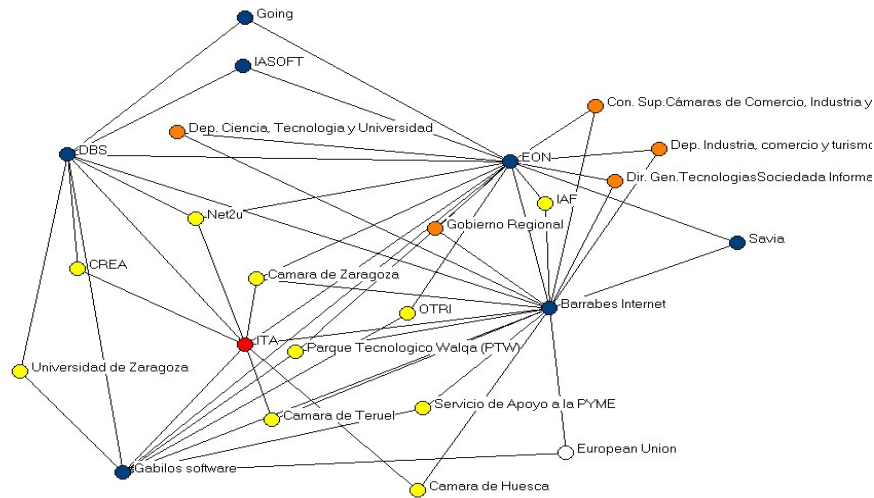 Going
IASOFT
Con. Sup.Cámaras de Comercio, Industria y
Dep. Ciencia, Tecnologia y Universidad
Dep. Industria, comercio y turismo
DBS
EON
Dir. Gen.TecnologiasSociedada Informa
IAF
Net2u
Gobierno Regional
Savia
CREA
Camara de Zaragoza
Barrabes Internet
OTRI
ITA
Parque Tecnologico Walqa (PTW)
Universidad de Zaragoza
Servicio de Apoyo a la PYME
Camara de Teruel
European Union
Gabilos software
Camara de Huesca